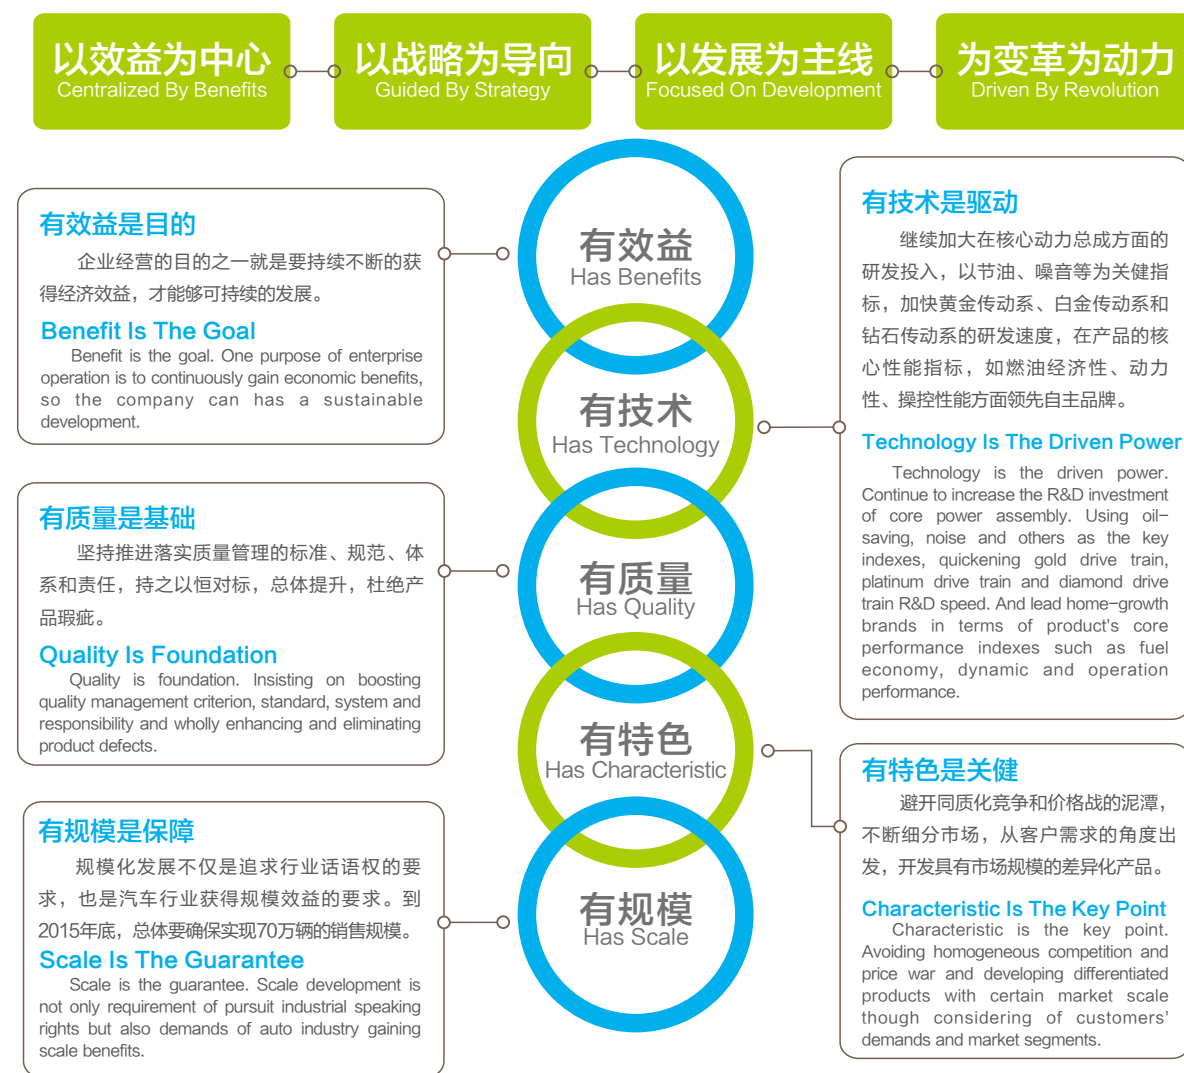 以效益为中心
Centralized By Benefits
以战略为导向
Guided By Strategy
以发展为主线
Focused On Development
为变革为动力
Driven By Revolution
有效益是目的
企业经营的目的之一就是要持续不断的获
得经济效益，才能够可持续的发展。
Benefit Is The Goal
Benefit is the goal. One purpose of enterprise
operation is to continuously gain economic benefits,
so the company can has a sustainable
development.
有质量是基础
坚持推进落实质量管理的标准、规范、体
系和责任，持之以恒对标，总体提升，杜绝产
品瑕疵。
Quality Is Foundation
Quality is foundation. Insisting on boosting
quality management criterion, standard, system and
responsibility and wholly enhancing and eliminating
product defects.
有规模是保障
规模化发展不仅是追求行业话语权的要
求，也是汽车行业获得规模效益的要求。到
2015年底，总体要确保实现70万辆的销售规模。
Scale Is The Guarantee
Scale is the guarantee. Scale development is
not only requirement of pursuit industrial speaking
rights but also demands of auto industry gaining
scale benefits.
有效益
Has Benefits
有技术
Has Technology
有质量
Has Quality
有特色
Has Characteristic
有规模
Has Scale
有技术是驱动
继续加大在核心动力总成方面的
研发投入，以节油、噪音等为关健指
标，加快黄金传动系、白金传动系和
钻石传动系的研发速度，在产品的核
心性能指标，如燃油经济性、动力
性、操控性能方面领先自主品牌。
Technology Is The Driven Power
Technology is the driven power.
Continue to increase the R&D investment
of core power assembly. Using oil-
saving, noise and others as the key
indexes, quickening gold drive train,
platinum drive train and diamond drive
train R&D speed. And lead home-growth
brands in terms of product's core
performance indexes such as fuel
economy, dynamic and operation
performance.
有特色是关健
避开同质化竞争和价格战的泥潭，
不断细分市场，从客户需求的角度出
发，开发具有市场规模的差异化产品。
Characteristic Is The Key Point
Characteristic is the key point.
Avoiding homogeneous competition and
price war and developing differentiated
products with certain market scale
though considering of customers'
demands and market segments.